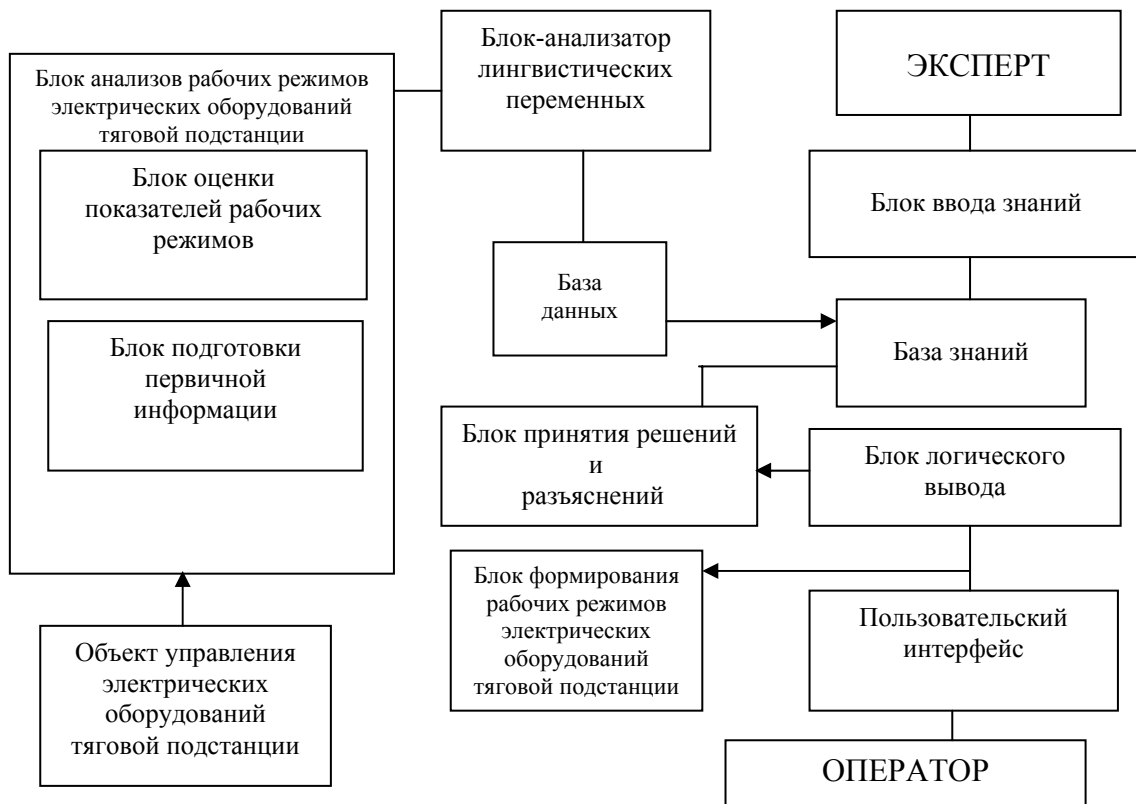 Блок анализов рабочих режимов
электрических оборудований
тяговой подстанции
Блок оценки
показателей рабочих
режимов
Блок подготовки
первичной
информации
Объект управления
электрических
оборудований
тяговой подстанции
Блок-анализатор
лингвистических
переменных
База
данных
Блок принятия решений
и
разъяснений
Блок формирования
рабочих режимов
электрических
оборудований
тяговой подстанции
ЭКСПЕРТ
Блок ввода знаний
База знаний
Блок логического
вывода
Пользовательский
интерфейс
ОПЕРАТОР